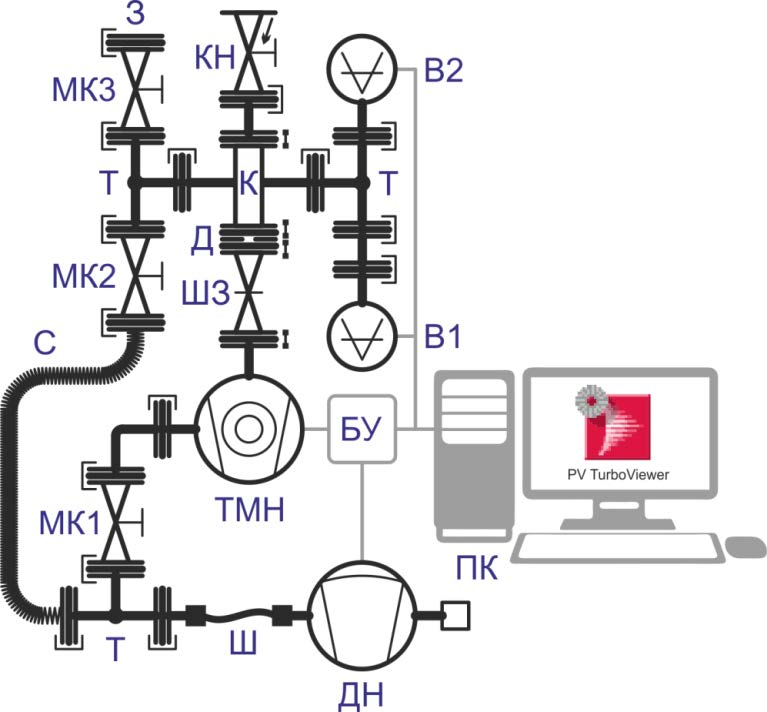 З
КН
В2
МК3
Т
К
Т
Д
МК2
ШЗ
С
В1
БУ
PV TurboViewer
ТМН
МК1
ПК
Т
Ш
ДН